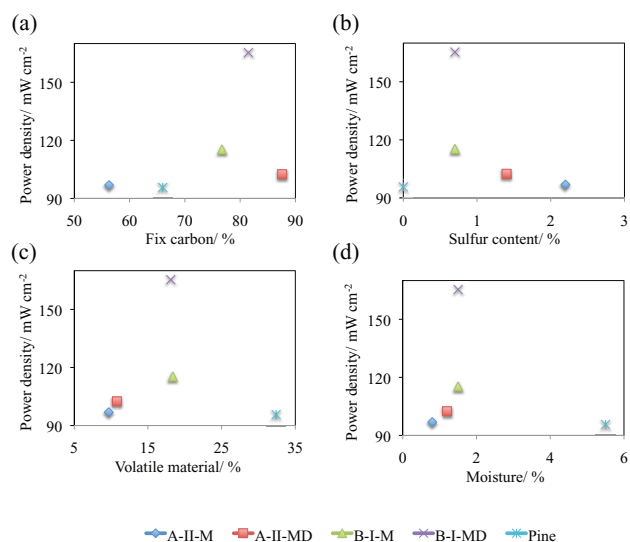 (a)
Power density/ mW cm⁻²
150
120
90
50 60 70 80 90
Fix carbon/ %
(b)
Power density/ mW cm⁻²
150
120
90
0 1 2 3
Sulfur content/ %
(c)
Power density/ mW cm⁻²
150
120
90
5 15 25 35
Volatile material/ %
(d)
Power density/ mW cm⁻²
150
120
90
0 2 4 6
Moisture/ %
A-II-M A-II-MD B-I-M B-I-MD Pine